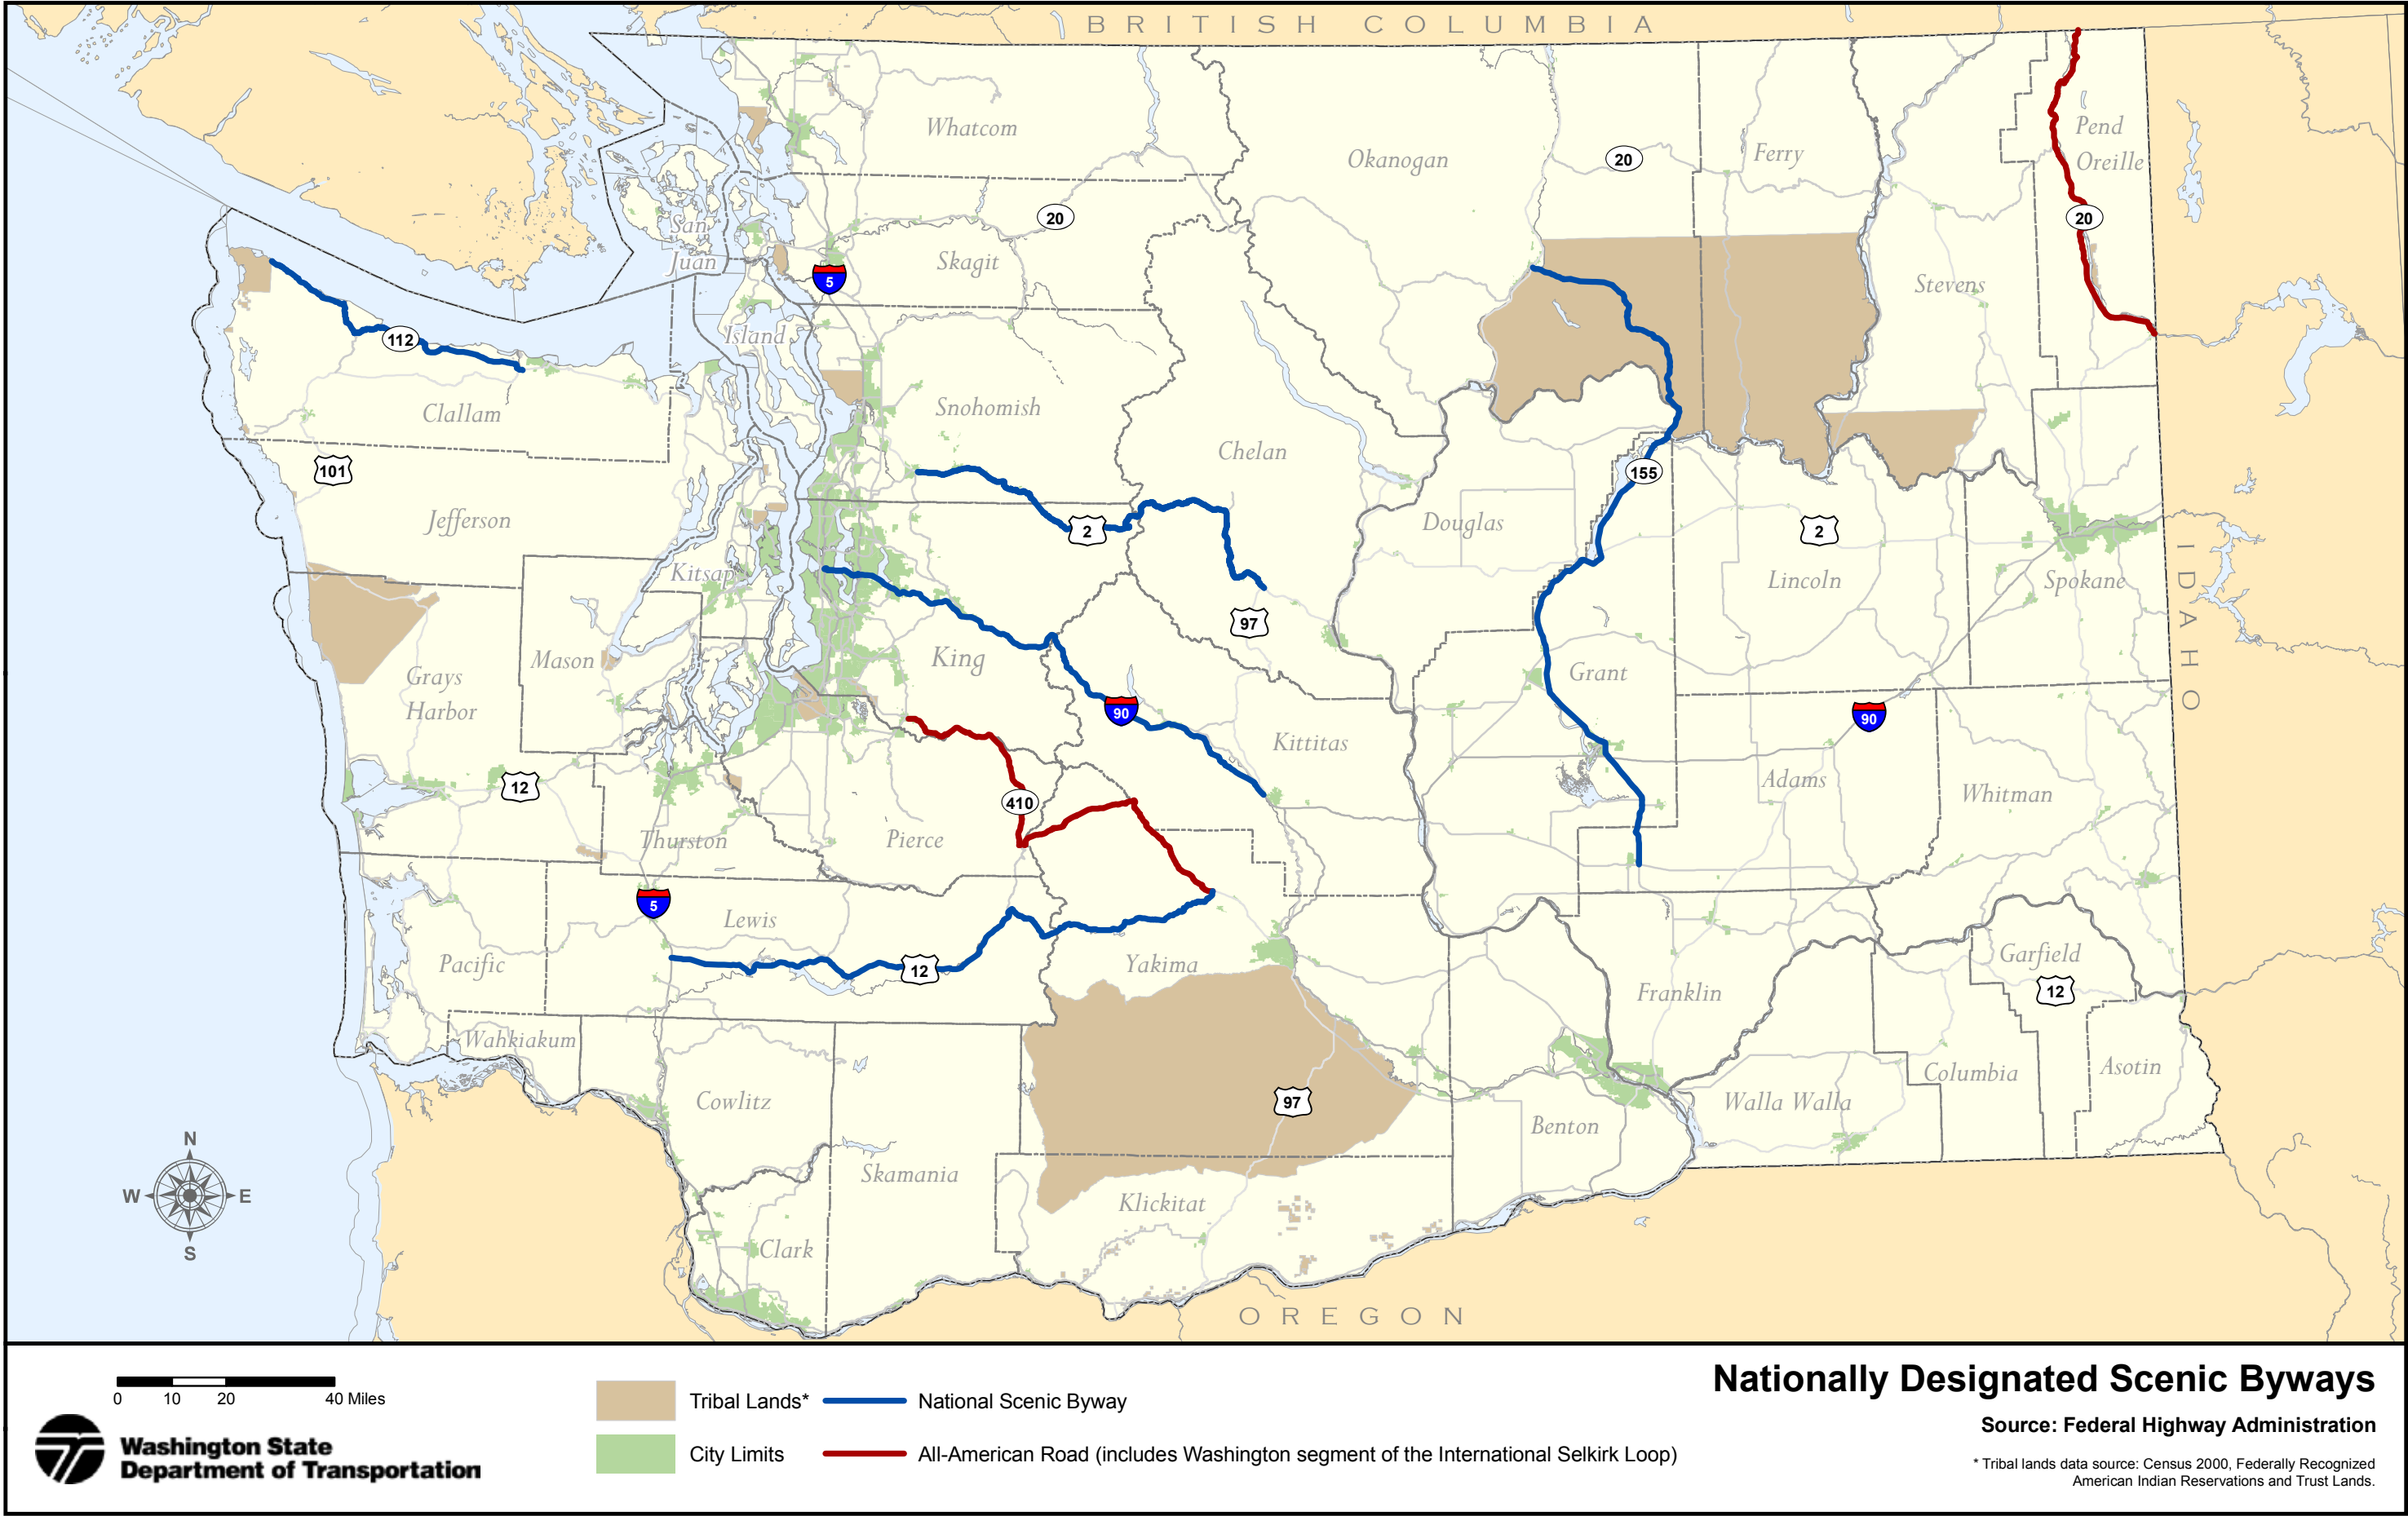 BRITISH COLUMBIA
Whatcom
Okanogan
20
Ferry
Pend
Oreille
20
20
San
Juan
Skagit
5
Stevens
Island
112
Clallam
Snohomish
Chelan
101
155
Jefferson
2
Douglas
2
IDAHO
Kitsap
Lincoln
Spokane
97
King
Mason
Grays
Harbor
Grant
90
90
Kittitas
12
410
Adams
Whitman
Thurston
Pierce
5
Lewis
Pacific
12
Yakima
Garfield
12
Franklin
Wahkiakum
Cowlitz
97
Columbia
Asotin
Walla Walla
Benton
N
W E
S
Skamania
Klickitat
Clark
OREGON
0 10 20 40 Miles
Washington State
Department of Transportation
Tribal Lands*
National Scenic Byway
City Limits
All-American Road (includes Washington segment of the International Selkirk Loop)
Nationally Designated Scenic Byways
Source: Federal Highway Administration
* Tribal lands data source: Census 2000, Federally Recognized
American Indian Reservations and Trust Lands.